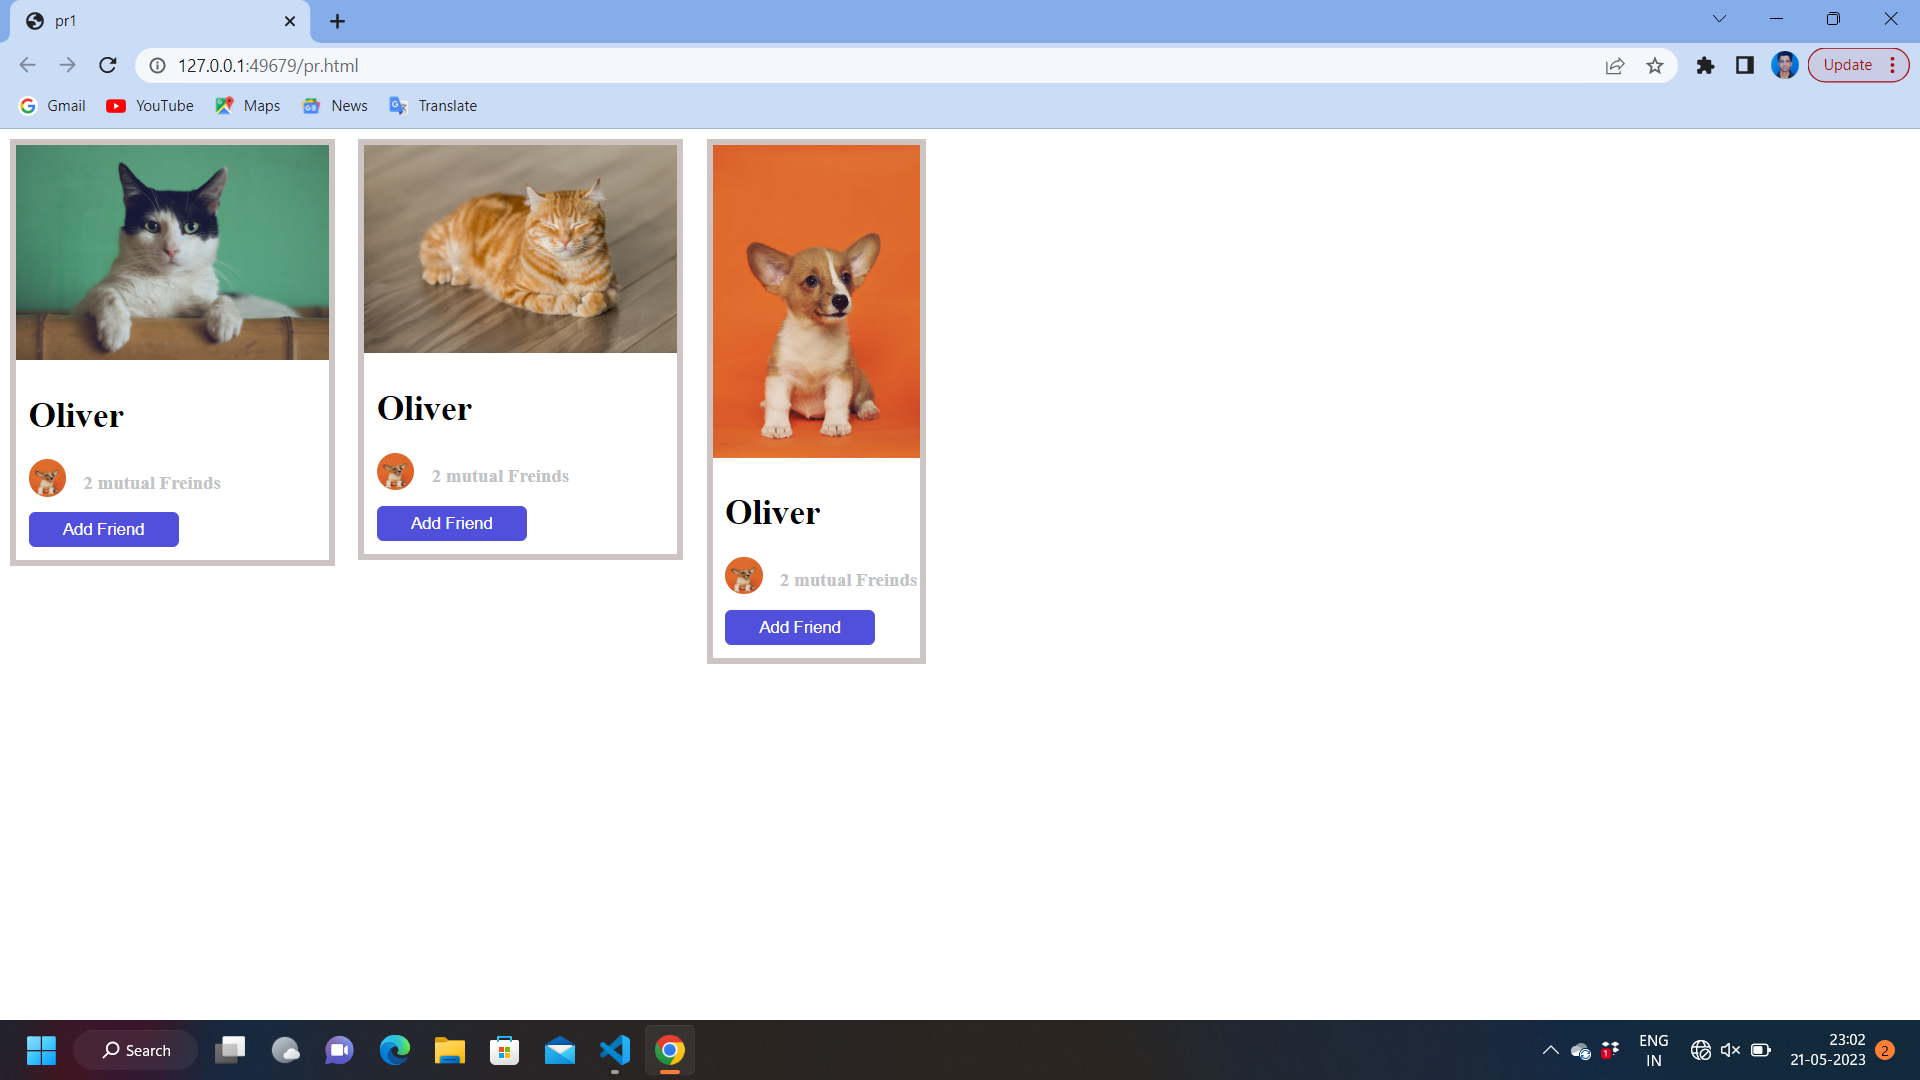 pr1
127.0.0.1:49679/pr.html
Update
Gmail YouTube Maps News Translate
Oliver
2 mutual Freinds
Add Friend
Oliver
2 mutual Freinds
Add Friend
Oliver
2 mutual Freinds
Add Friend
Search
1
ENG
IN
23:02
21-05-2023
2